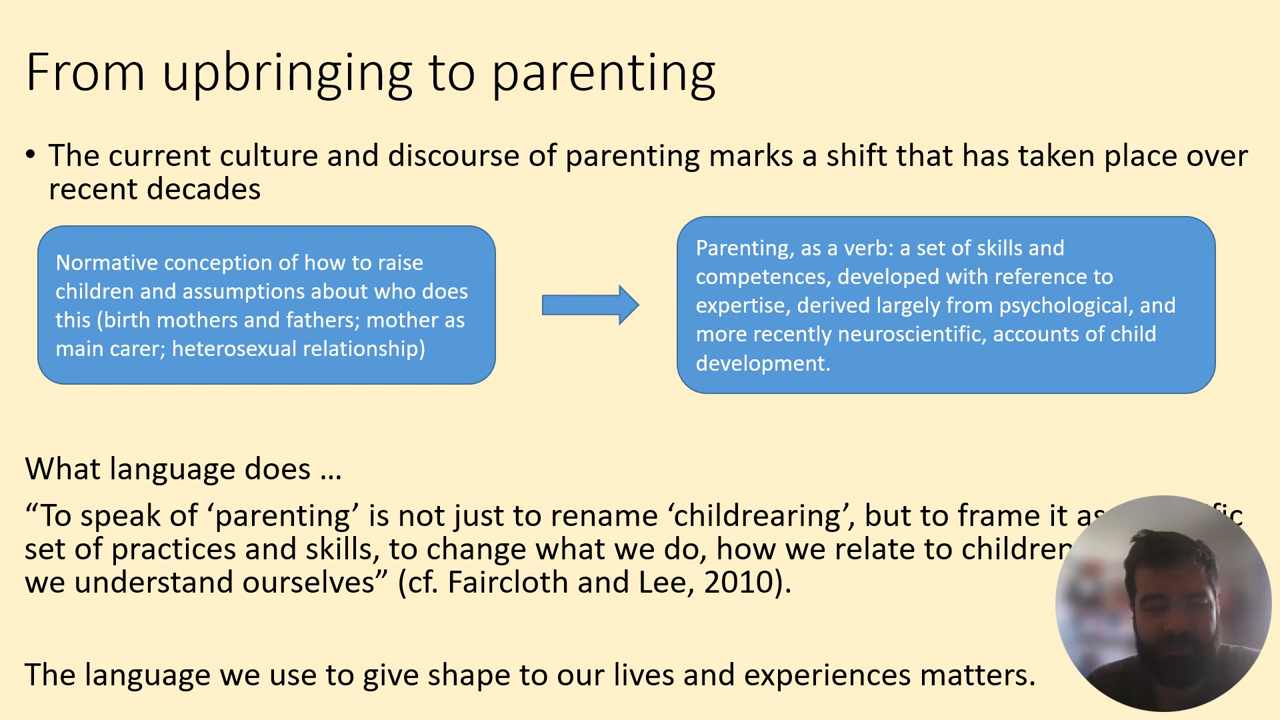 From upbringing to parenting
• The current culture and discourse of parenting marks a shift that has taken place over
recent decades
Normative conception of how to raise
children and assumptions about who does
this (birth mothers and fathers; mother as
main carer; heterosexual relationship)
Parenting, as a verb: a set of skills and
competences, developed with reference to
expertise, derived largely from psychological, and
more recently neuroscientific, accounts of child
development.
What language does …
“To speak of ‘parenting’ is not just to rename ‘childrearing’, but to frame it as
set of practices and skills, to change what we do, how we relate to children
we understand ourselves” (cf. Faircloth and Lee, 2010).
The language we use to give shape to our lives and experiences matters.